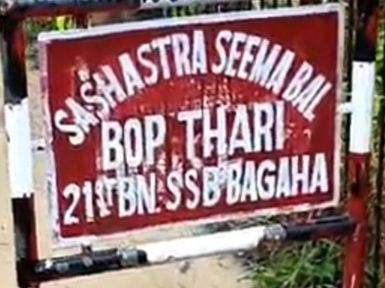 SASHASTRA SEEMA BAL
BOP THARI
21ST BN. SSB BAGAHA